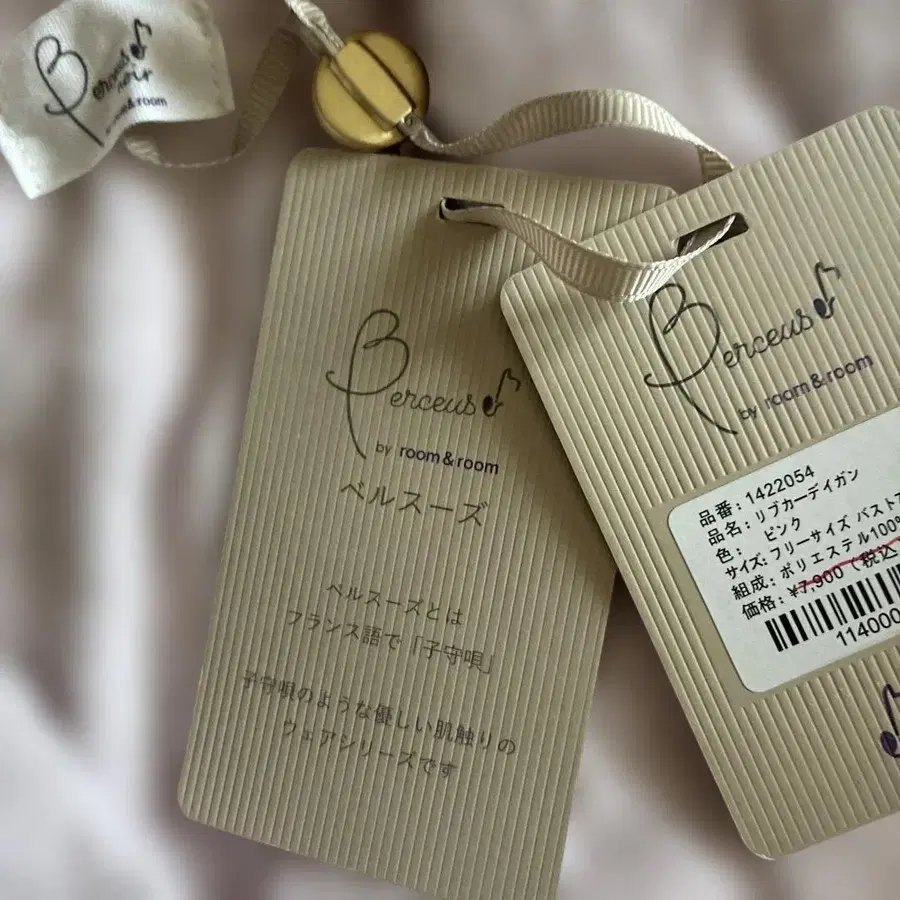 Berceus
noir
by room&room
Berceus
by room&room
ベルスーズ
ベルスーズとは
フランス語で「子守唄」
子守唄のような優しい肌触りの
ウェアシリーズです
Berceus
by room&room
品番: 1422054
品名: リブカーディガン
色: ピンク
サイズ: フリーサイズ バスト
組成: ポリエステル100%
価格: ¥7,900 (税込)
114000